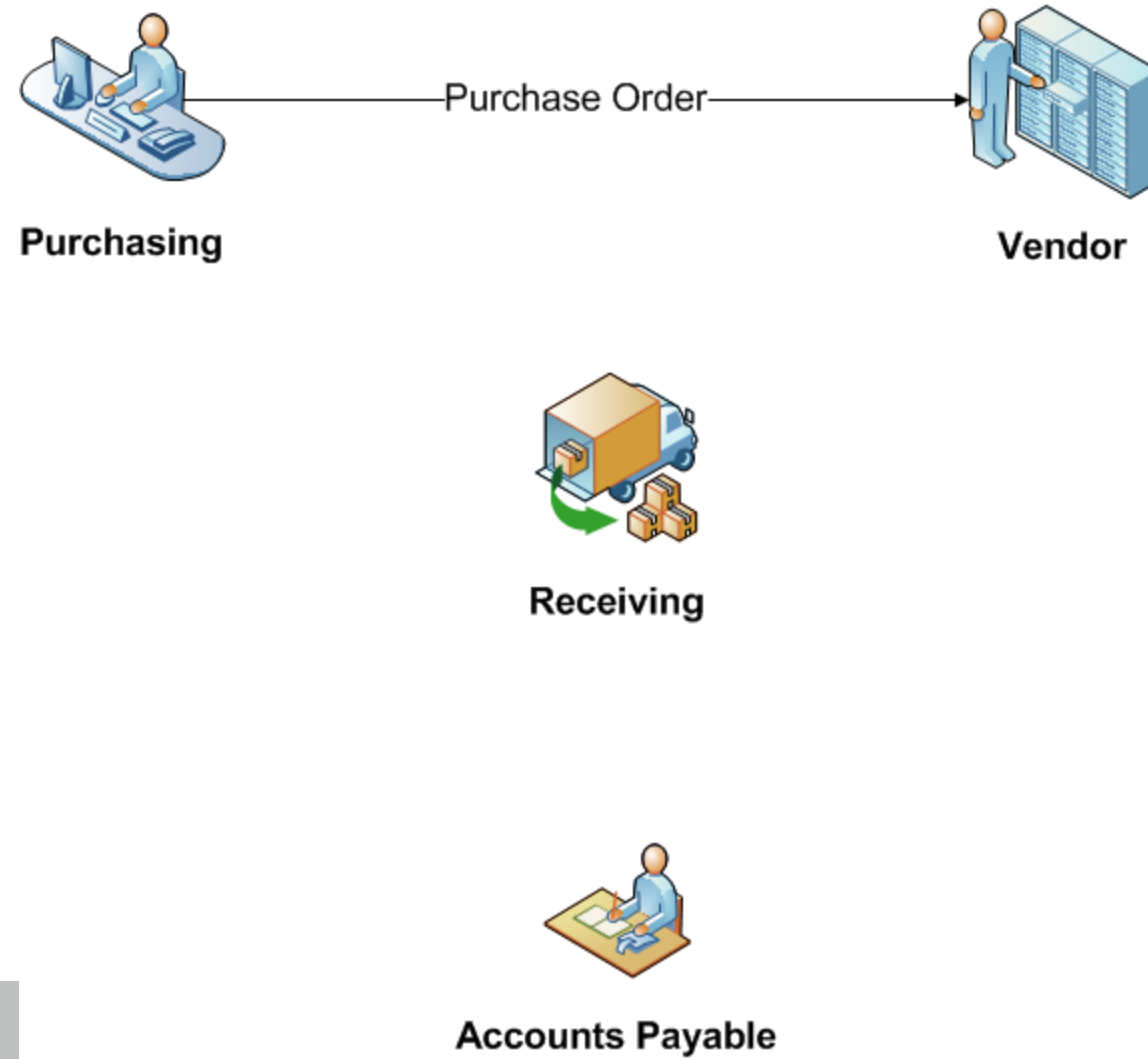 Purchase Order
Purchasing
Vendor
Receiving
Accounts Payable